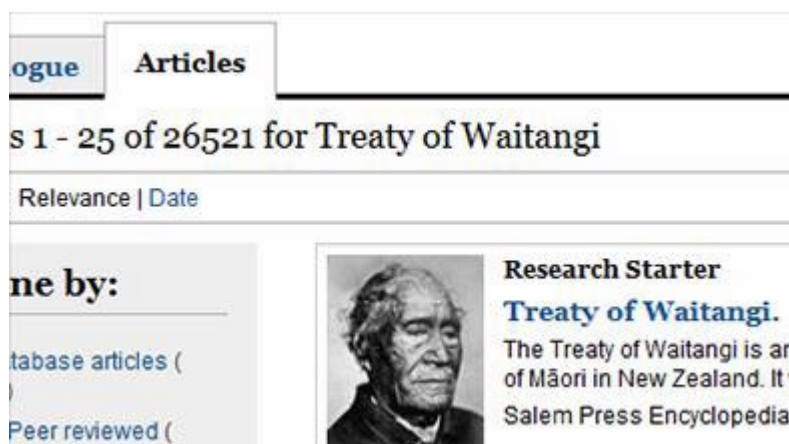 ogue Articles
s 1 - 25 of 26521 for Treaty of Waitangi
Relevance | Date
ne by:
tabase articles (
)
Peer reviewed (
Research Starter
Treaty of Waitangi.
The Treaty of Waitangi is an
of Māori in New Zealand. It
Salem Press Encyclopedia